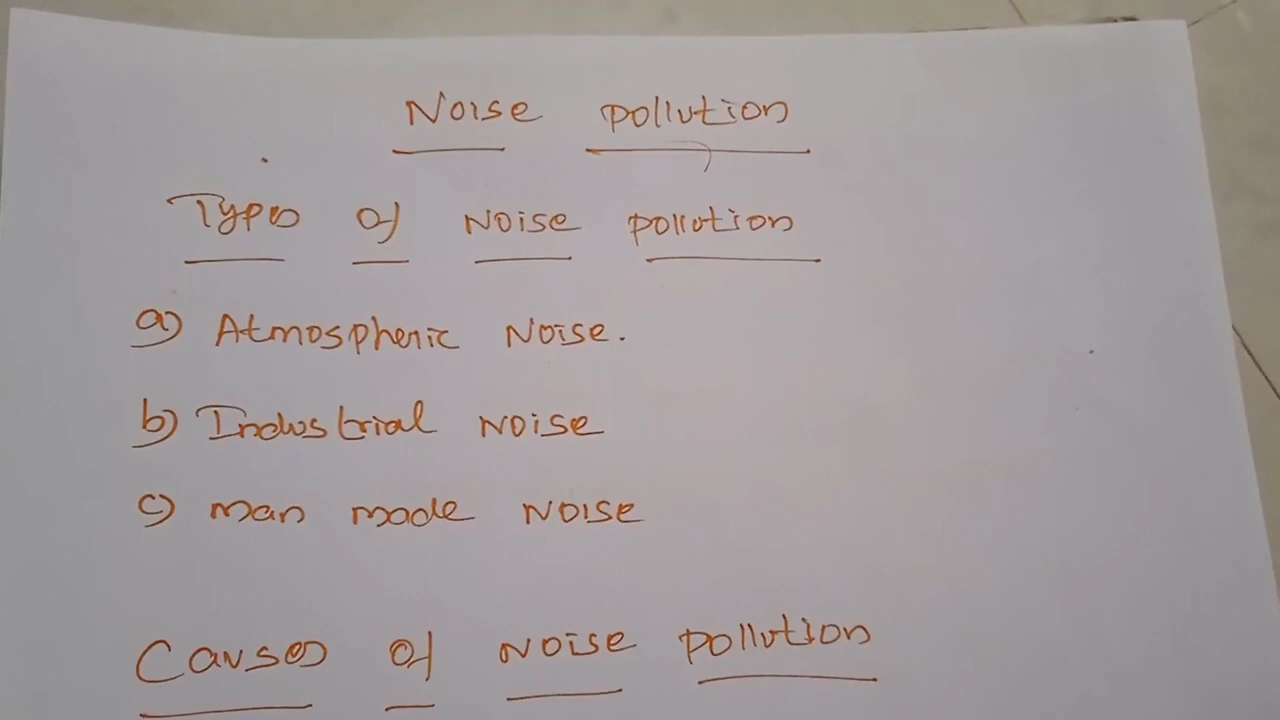 Noise pollution
Types of Noise pollution
a) Atmospheric Noise.
b) Industrial Noise
c) man made Noise
Causes of Noise pollution